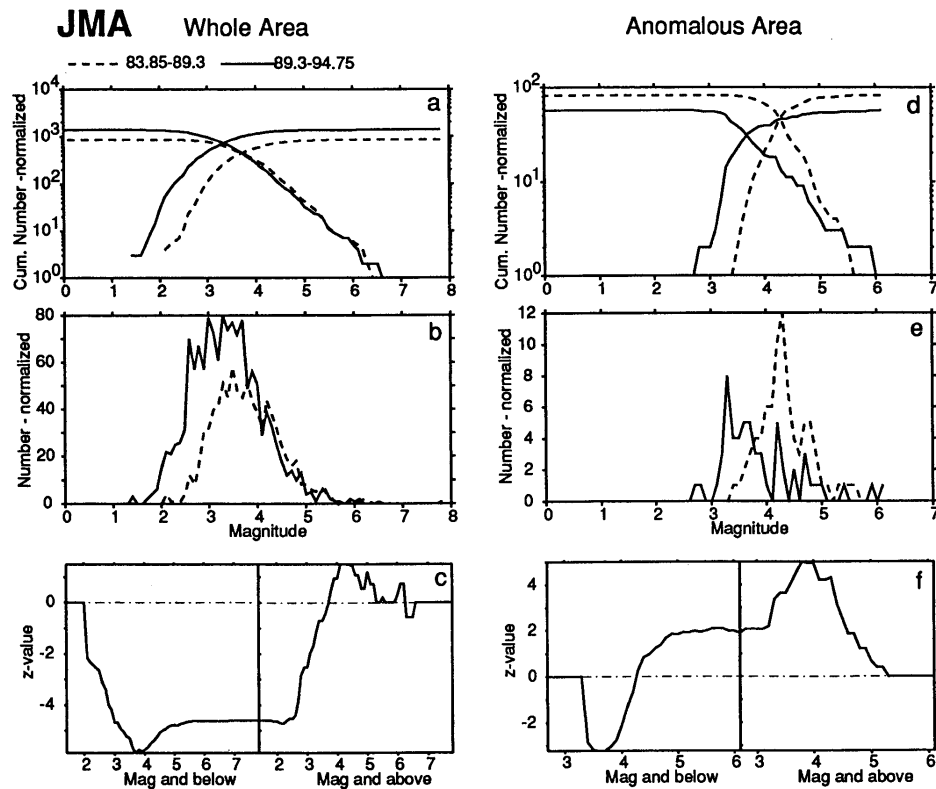 JMA Whole Area Anomalous Area
83.85-89.3 89.3-94.75
a
Cum. Number -normalized
10^4
10^3
10^2
10^1
10^0
0 1 2 3 4 5 6 7 8
d
Cum. Number -normalized
10^2
10^1
10^0
0 1 2 3 4 5 6 7
b
Number - normalized
80
60
40
20
0
0 1 2 3 4 5 6 7 8
Magnitude
e
Number - normalized
12
10
8
6
4
2
0
0 1 2 3 4 5 6 7
Magnitude
c
z-value
0
-2
-4
2 3 4 5 6 7 2 3 4 5 6 7
Mag and below Mag and above
f
z-value
4
2
0
-2
3 4 5 6 3 4 5 6
Mag and below Mag and above